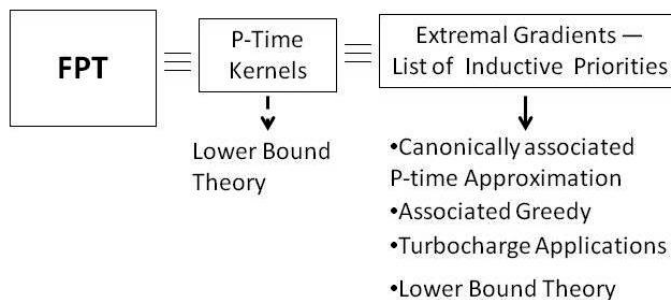 FPT
P-Time
Kernels
Extremal Gradients —
List of Inductive Priorities
Lower Bound
Theory
•Canonically associated
P-time Approximation
•Associated Greedy
•Turbocharge Applications
•Lower Bound Theory